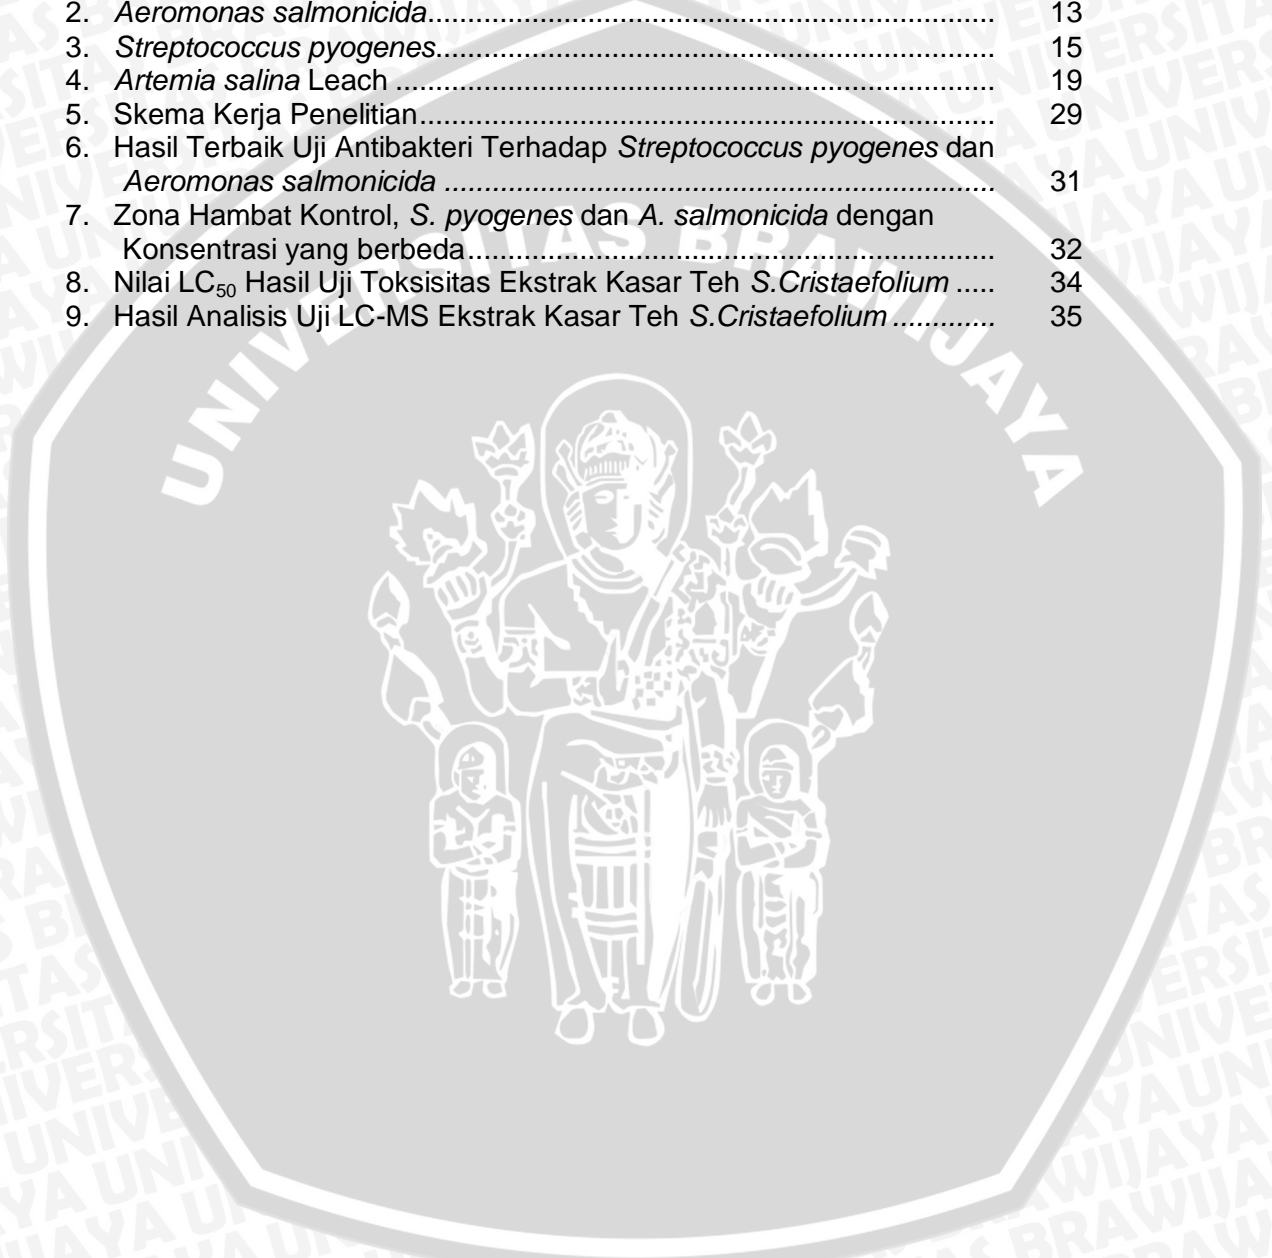 2. Aeromonas salmonicida...................................................................... 13
3. Streptococcus pyogenes..................................................................... 15
4. Artemia salina Leach .......................................................................... 19
5. Skema Kerja Penelitian....................................................................... 29
6. Hasil Terbaik Uji Antibakteri Terhadap Streptococcus pyogenes dan
Aeromonas salmonicida ..................................................................... 31
7. Zona Hambat Kontrol, S. pyogenes dan A. salmonicida dengan
Konsentrasi yang berbeda................................................................. 32
8. Nilai LC50 Hasil Uji Toksisitas Ekstrak Kasar Teh S.Cristaefolium ..... 34
9. Hasil Analisis Uji LC-MS Ekstrak Kasar Teh S.Cristaefolium ............. 35
UNIVERSITAS BRAWIJAYA